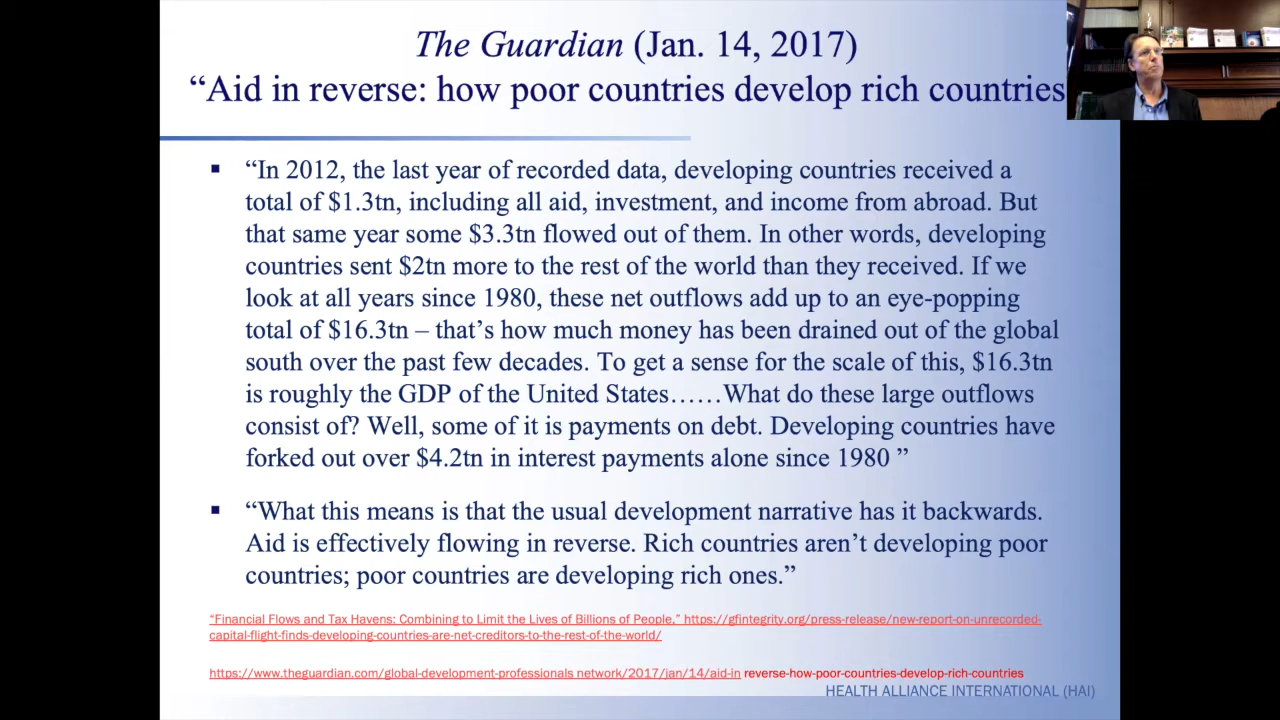 The Guardian (Jan. 14, 2017)
“Aid in reverse: how poor countries develop rich countries
▪ “In 2012, the last year of recorded data, developing countries received a
total of $1.3tn, including all aid, investment, and income from abroad. But
that same year some $3.3tn flowed out of them. In other words, developing
countries sent $2tn more to the rest of the world than they received. If we
look at all years since 1980, these net outflows add up to an eye-popping
total of $16.3tn – that’s how much money has been drained out of the global
south over the past few decades. To get a sense for the scale of this, $16.3tn
is roughly the GDP of the United States……What do these large outflows
consist of? Well, some of it is payments on debt. Developing countries have
forked out over $4.2tn in interest payments alone since 1980 ”
▪ “What this means is that the usual development narrative has it backwards.
Aid is effectively flowing in reverse. Rich countries aren’t developing poor
countries; poor countries are developing rich ones.”
“Financial Flows and Tax Havens: Combining to Limit the Lives of Billions of People,” https://gfintegrity.org/press-release/new-report-on-unrecorded-
capital-flight-finds-developing-countries-are-net-creditors-to-the-rest-of-the-world/
https://www.theguardian.com/global-development-professionals network/2017/jan/14/aid-in reverse-how-poor-countries-develop-rich-countries
HEALTH ALLIANCE INTERNATIONAL (HAI)